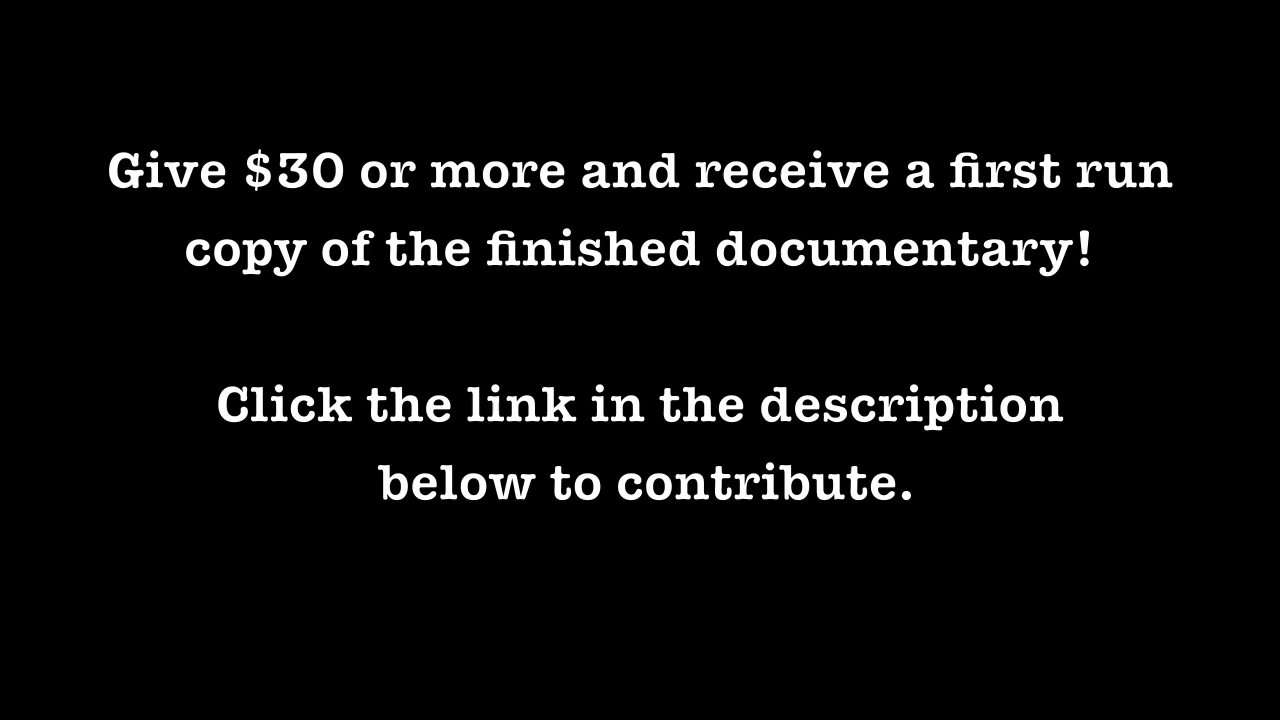 Give $30 or more and receive a first run
copy of the finished documentary!
Click the link in the description
below to contribute.